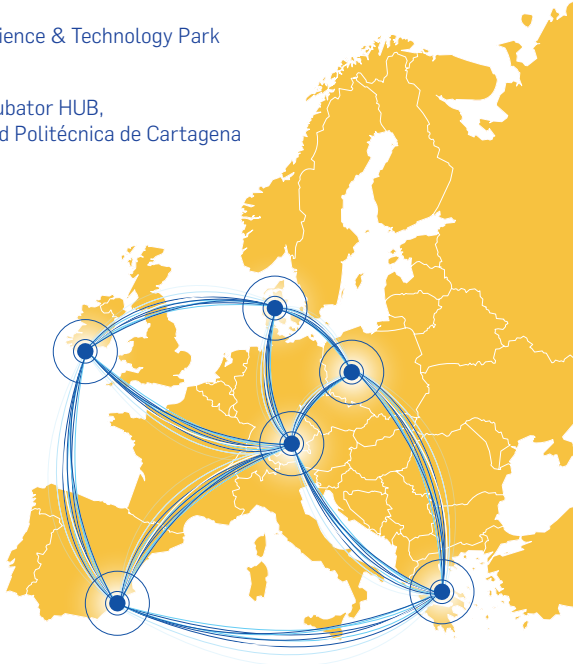 ience & Technology Park
ubator HUB,
d Politécnica de Cartagena